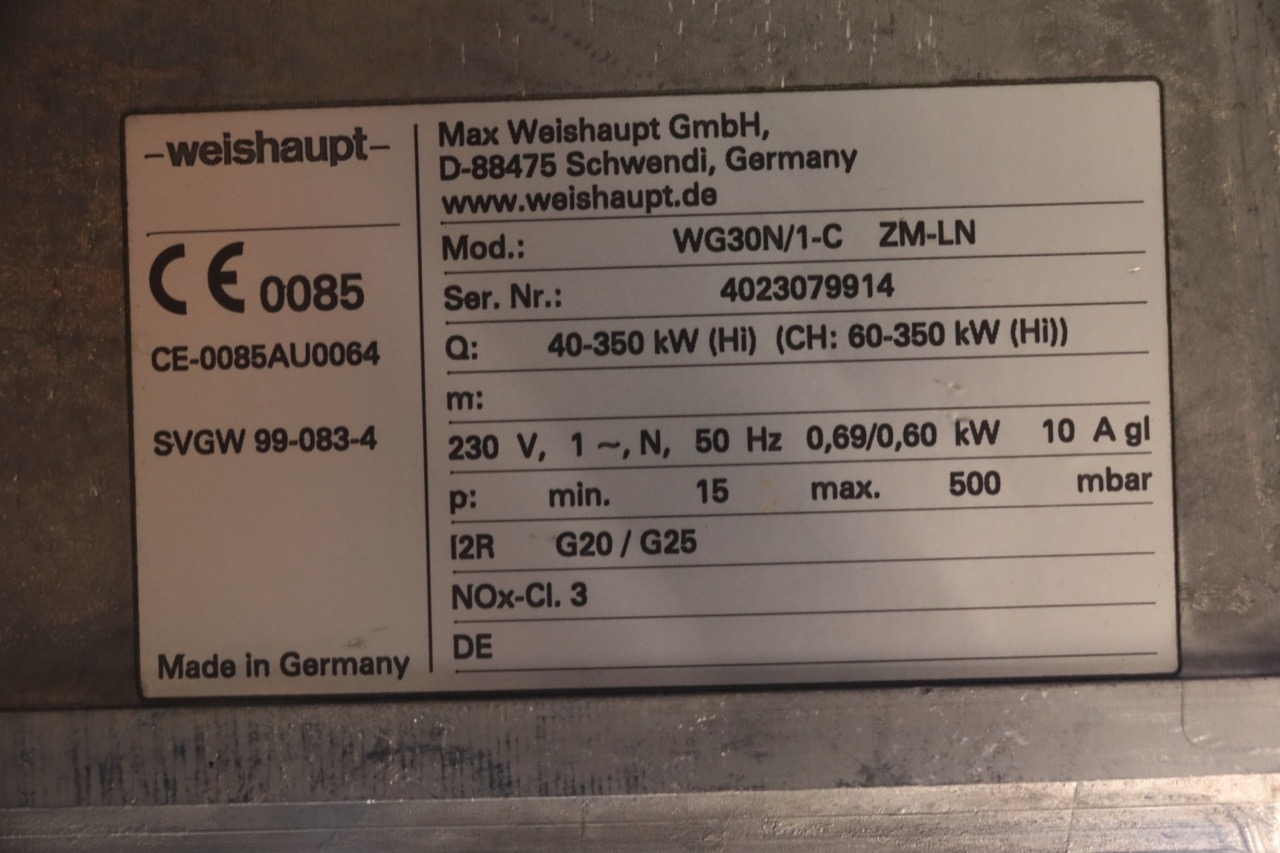 –weishaupt–
CE 0085
CE-0085AU0064
SVGW 99-083-4
Made in Germany
Max Weishaupt GmbH,
D-88475 Schwendi, Germany
www.weishaupt.de
Mod.: WG30N/1-C ZM-LN
Ser. Nr.: 4023079914
Q: 40-350 kW (Hi) (CH: 60-350 kW (Hi))
m:
230 V, 1 ~, N, 50 Hz 0,69/0,60 kW 10 A gl
p: min. 15 max. 500 mbar
I2R G20 / G25
NOx-Cl. 3
DE